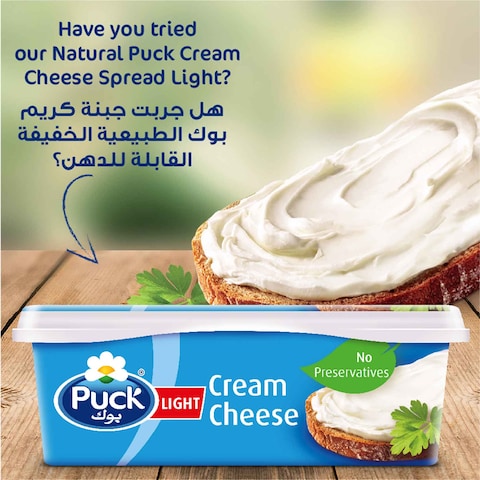 Have you tried
our Natural Puck Cream
Cheese Spread Light?
هل جربت جبنة كريم
بوك الطبيعية الخفيفة
القابلة للدهن؟
No
Preservatives
Puck
بوك
LIGHT
Cream
Cheese